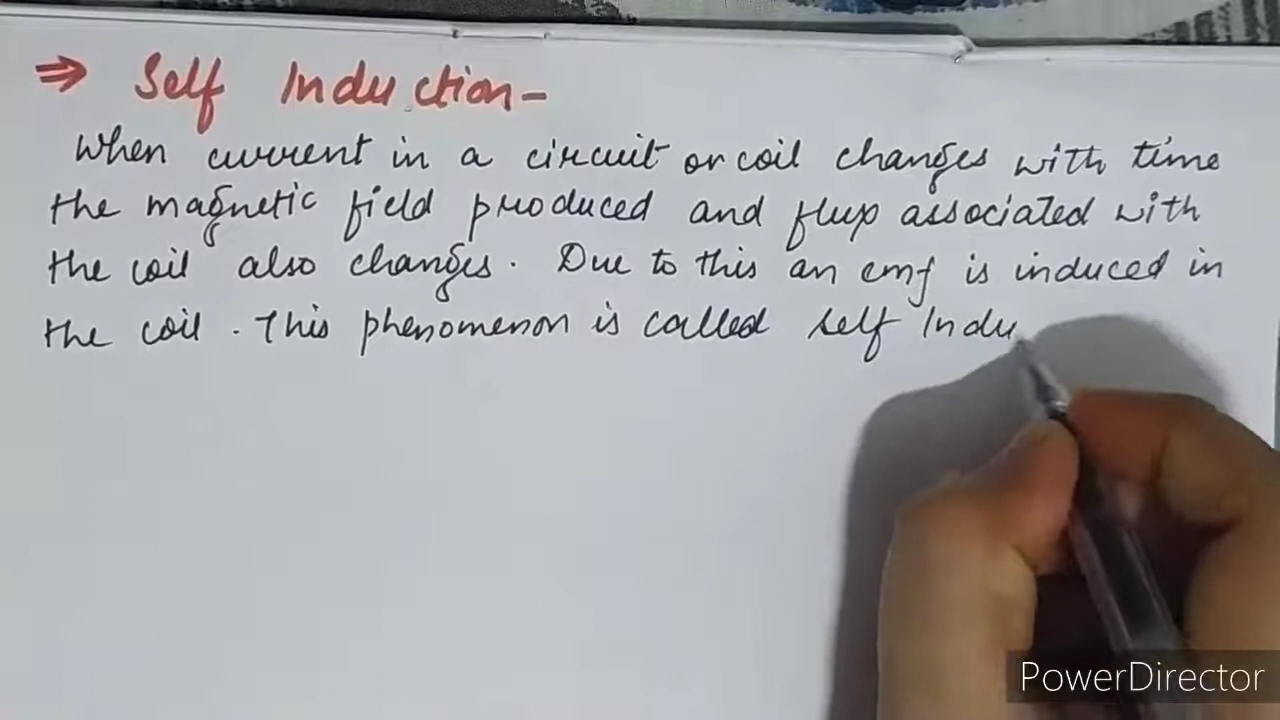 ⇒ Self Induction-
When current in a circuit or coil changes with time
the magnetic field produced and flux associated with
the coil also changes. Due to this an emf is induced in
the coil. This phenomenon is called self Indu
PowerDirector